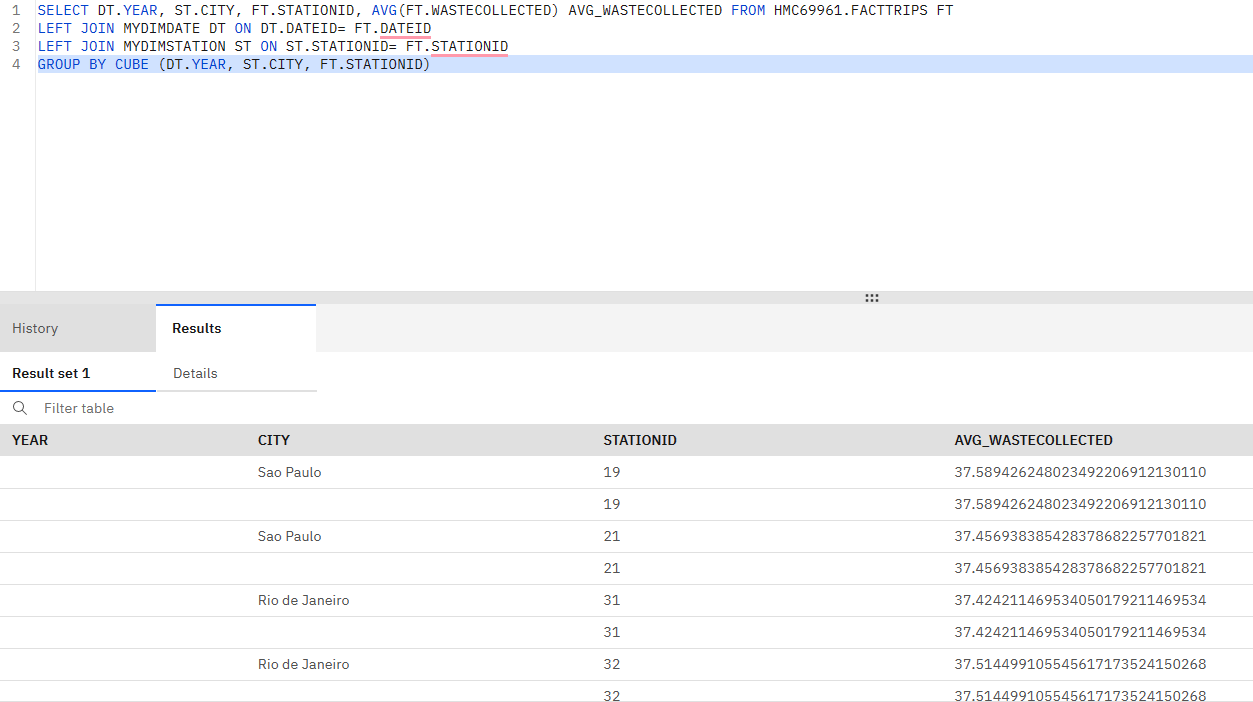 1 SELECT DT.YEAR, ST.CITY, FT.STATIONID, AVG(FT.WASTECOLLECTED) AVG_WASTECOLLECTED FROM HMC69961.FACTTRIPS FT
2 LEFT JOIN MYDIMDATE DT ON DT.DATEID= FT.DATEID
3 LEFT JOIN MYDIMSTATION ST ON ST.STATIONID= FT.STATIONID
4 GROUP BY CUBE (DT.YEAR, ST.CITY, FT.STATIONID)
History Results
Result set 1 Details
Filter table
YEAR CITY STATIONID AVG_WASTECOLLECTED
Sao Paulo 19 37.589426248023492206912130110
19 37.589426248023492206912130110
Sao Paulo 21 37.456938385428378682257701821
21 37.456938385428378682257701821
Rio de Janeiro 31 37.424211469534050179211469534
31 37.424211469534050179211469534
Rio de Janeiro 32 37.514499105545617173524150268
32 37.514499105545617173524150268